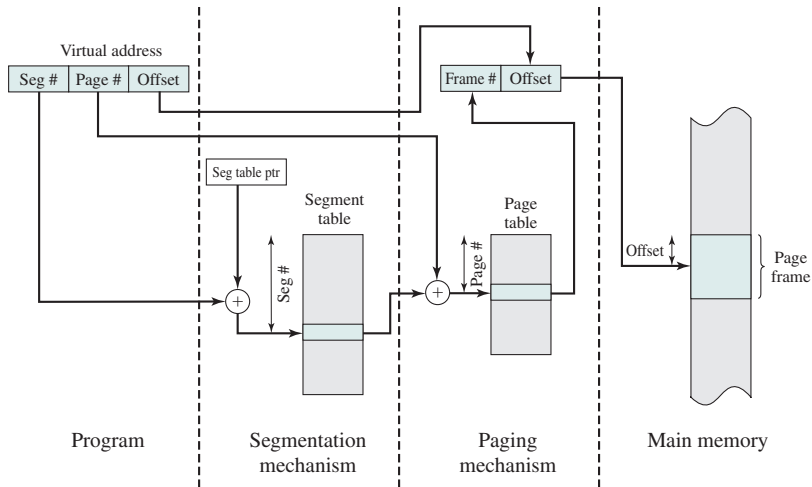 Virtual address
Seg # Page # Offset
Frame # Offset
Seg table ptr
Segment
table
Page
table
Seg #
Page #
Offset
Page
frame
+
+
Program
Segmentation
mechanism
Paging
mechanism
Main memory